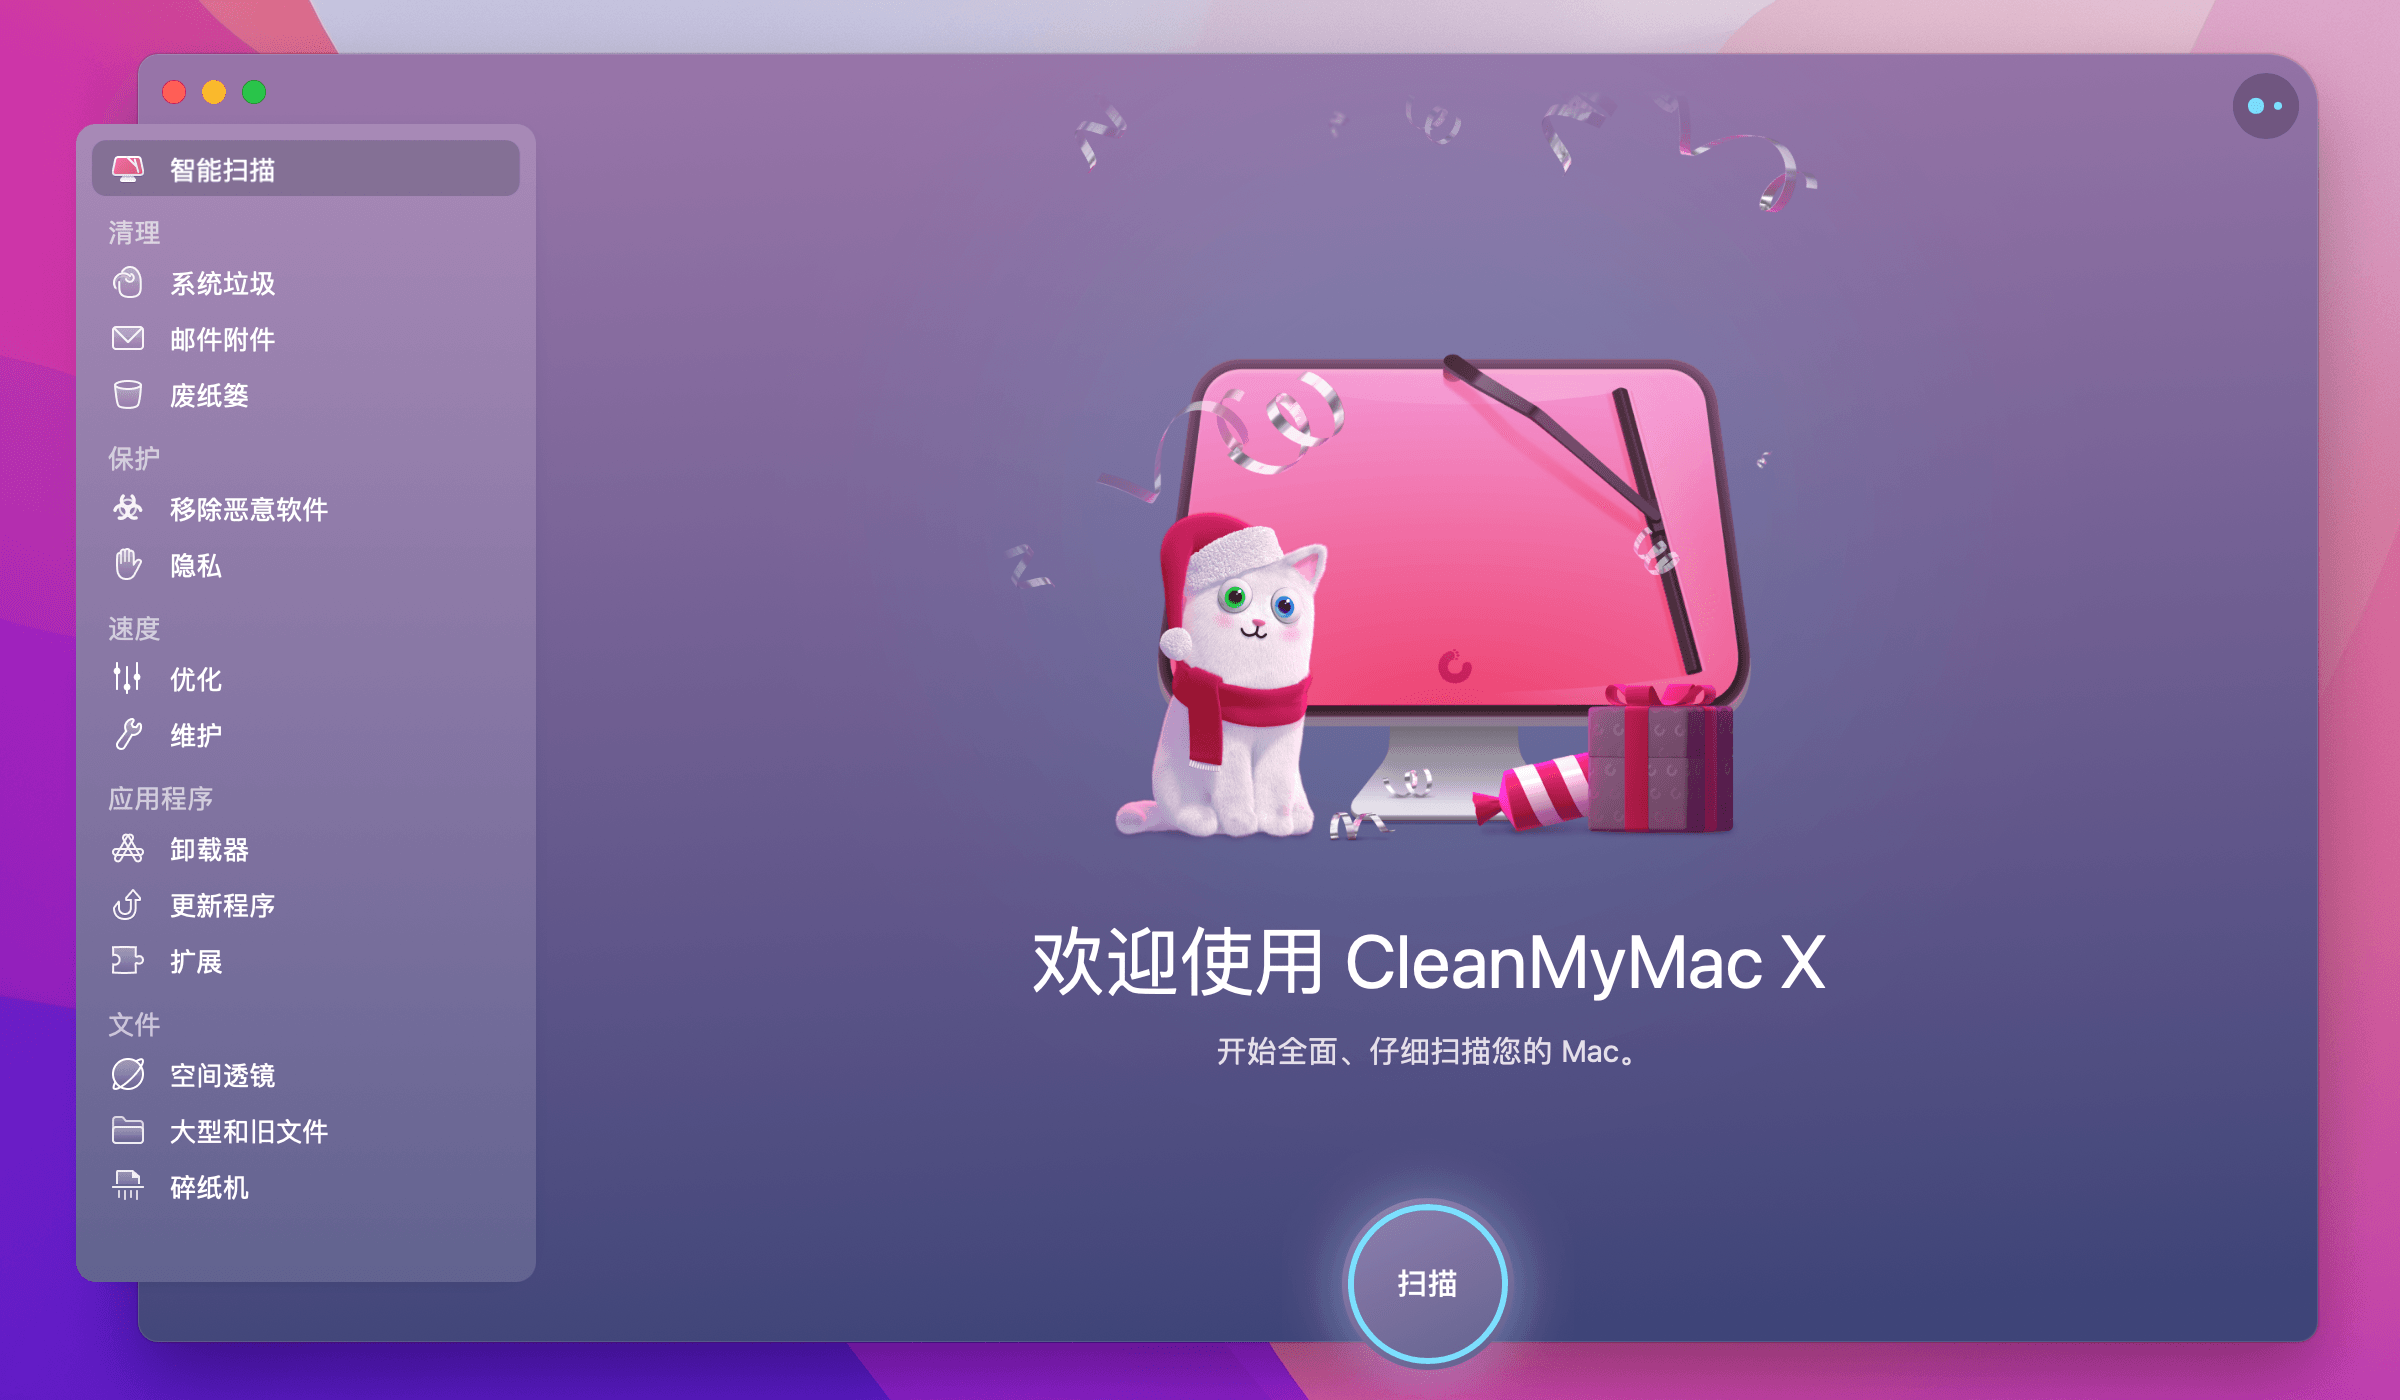 智能扫描
清理
系统垃圾
邮件附件
废纸篓
保护
移除恶意软件
隐私
速度
优化
维护
应用程序
卸载器
更新程序
扩展
文件
空间透镜
大型和旧文件
碎纸机
欢迎使用 CleanMyMac X
开始全面、仔细扫描您的 Mac。
扫描